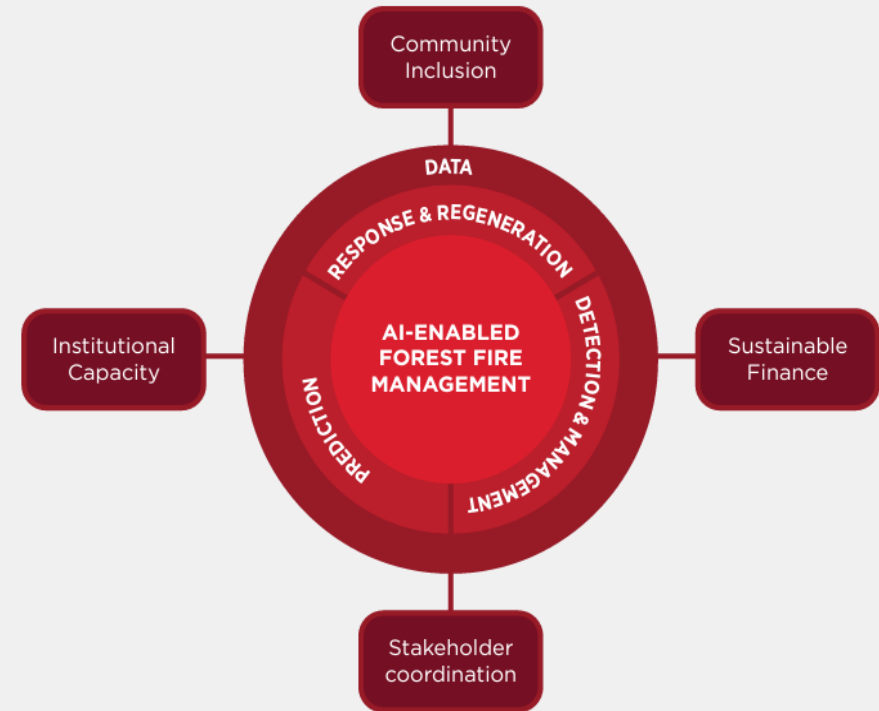 Community
Inclusion
DATA
RESPONSE & REGENERATION
Institutional
Capacity
AI-ENABLED
FOREST FIRE
MANAGEMENT
PREDICTION
DETECTION & MANAGEMENT
Sustainable
Finance
Stakeholder
coordination